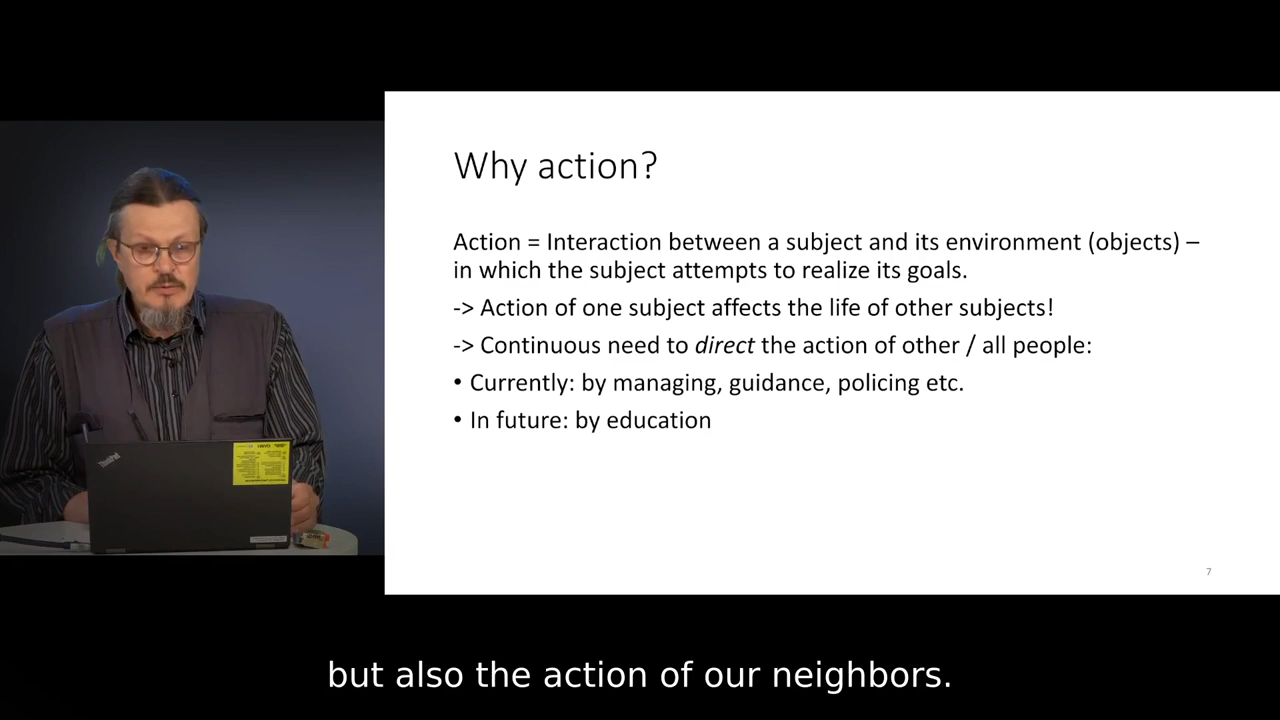 Why action?
Action = Interaction between a subject and its environment (objects) –
in which the subject attempts to realize its goals.
-> Action of one subject affects the life of other subjects!
-> Continuous need to direct the action of other / all people:
• Currently: by managing, guidance, policing etc.
• In future: by education
ThinkPad
7
but also the action of our neighbors.